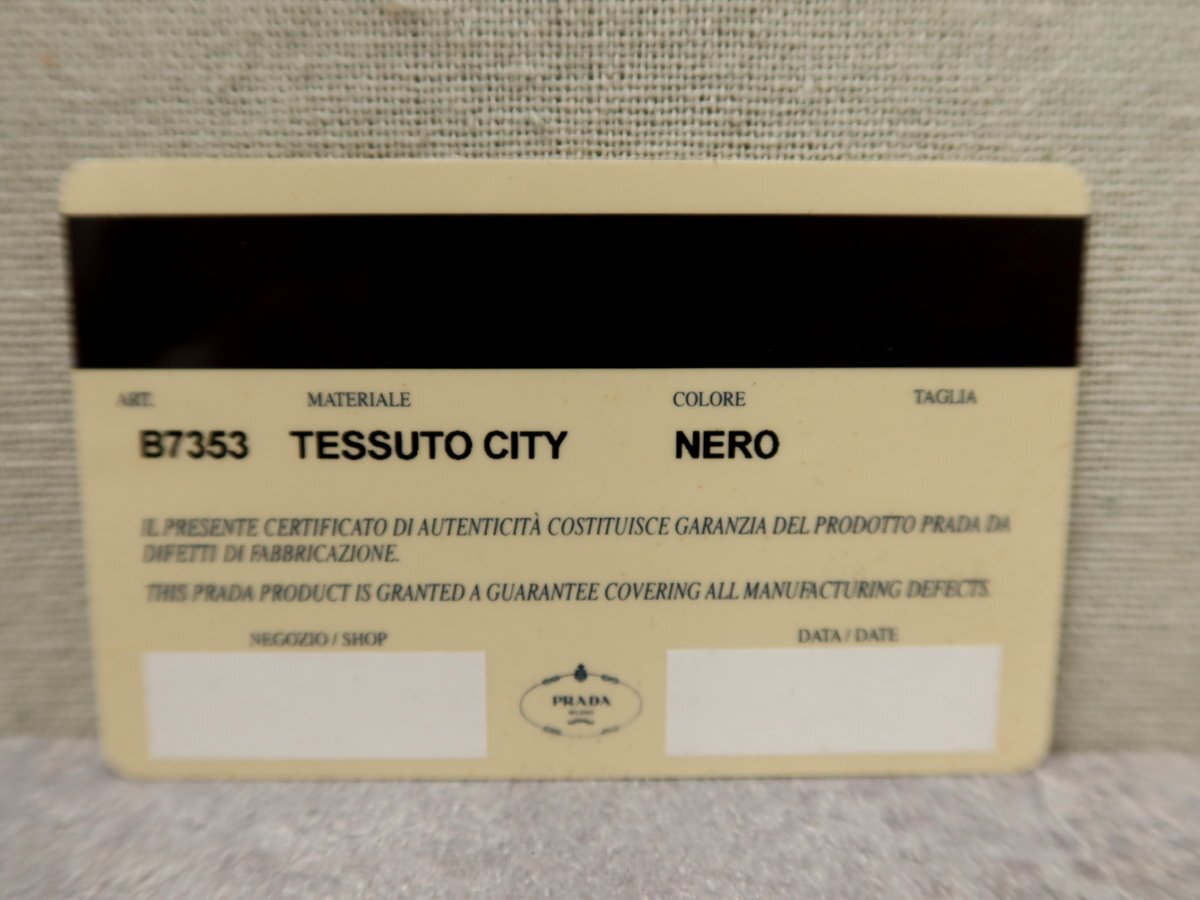 ART. MATERIALE COLORE TAGLIA
B7353 TESSUTO CITY NERO
IL PRESENTE CERTIFICATO DI AUTENTICITÀ COSTITUISCE GARANZIA DEL PRODOTTO PRADA DA
DIFETTI DI FABBRICAZIONE.
THIS PRADA PRODUCT IS GRANTED A GUARANTEE COVERING ALL MANUFACTURING DEFECTS.
NEGOZIO / SHOP DATA / DATE
PRADA
MILANO